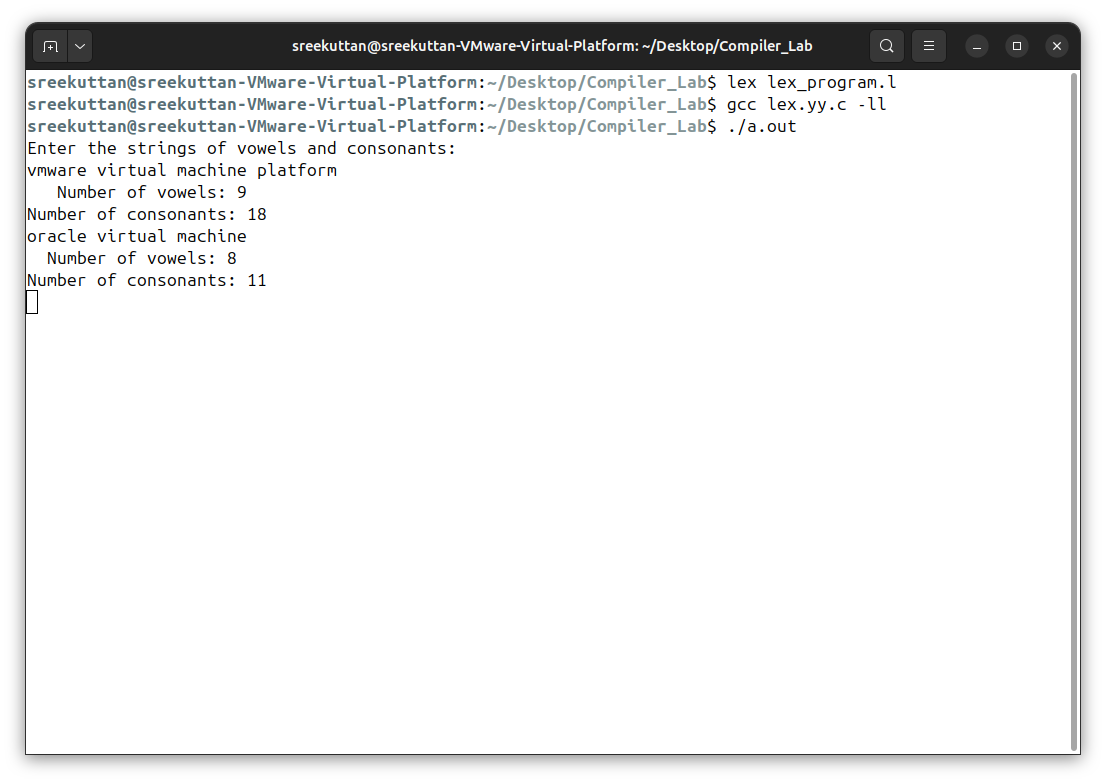 sreekuttan@sreekuttan-VMware-Virtual-Platform: ~/Desktop/Compiler_Lab
sreekuttan@sreekuttan-VMware-Virtual-Platform:~/Desktop/Compiler_Lab$ lex lex_program.l
sreekuttan@sreekuttan-VMware-Virtual-Platform:~/Desktop/Compiler_Lab$ gcc lex.yy.c -ll
sreekuttan@sreekuttan-VMware-Virtual-Platform:~/Desktop/Compiler_Lab$ ./a.out
Enter the strings of vowels and consonants:
vmware virtual machine platform
   Number of vowels: 9
Number of consonants: 18
oracle virtual machine
  Number of vowels: 8
Number of consonants: 11